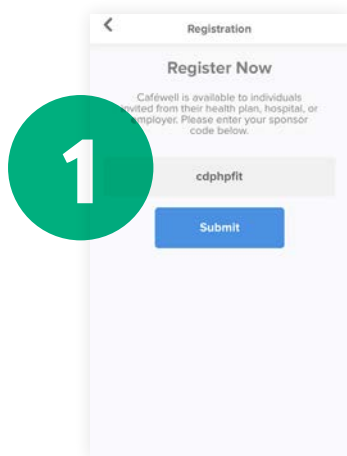 Registration
Register Now
Caféwell is available to individuals
invited from their health plan, hospital, or
employer. Please enter your sponsor
code below.
1
cdphpfit
Submit